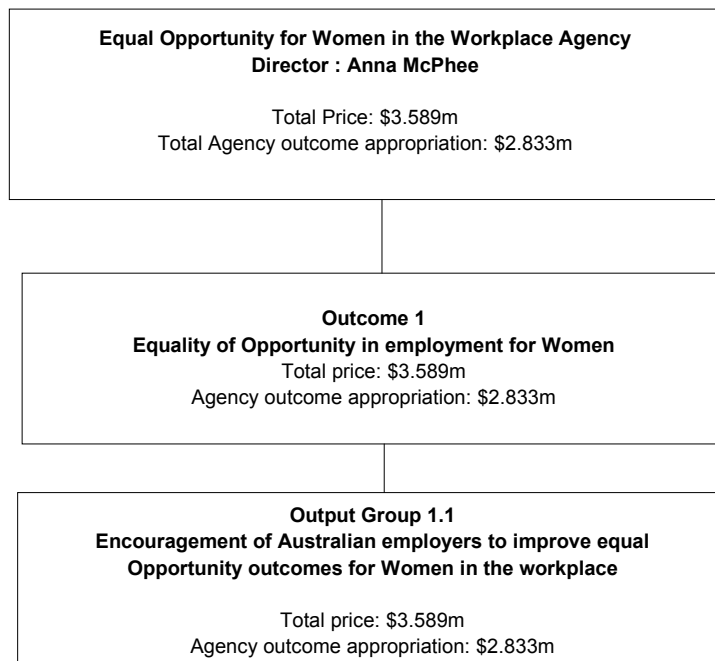 Equal Opportunity for Women in the Workplace Agency
Director : Anna McPhee
Total Price: $3.589m
Total Agency outcome appropriation: $2.833m
Outcome 1
Equality of Opportunity in employment for Women
Total price: $3.589m
Agency outcome appropriation: $2.833m
Output Group 1.1
Encouragement of Australian employers to improve equal
Opportunity outcomes for Women in the workplace
Total price: $3.589m
Agency outcome appropriation: $2.833m